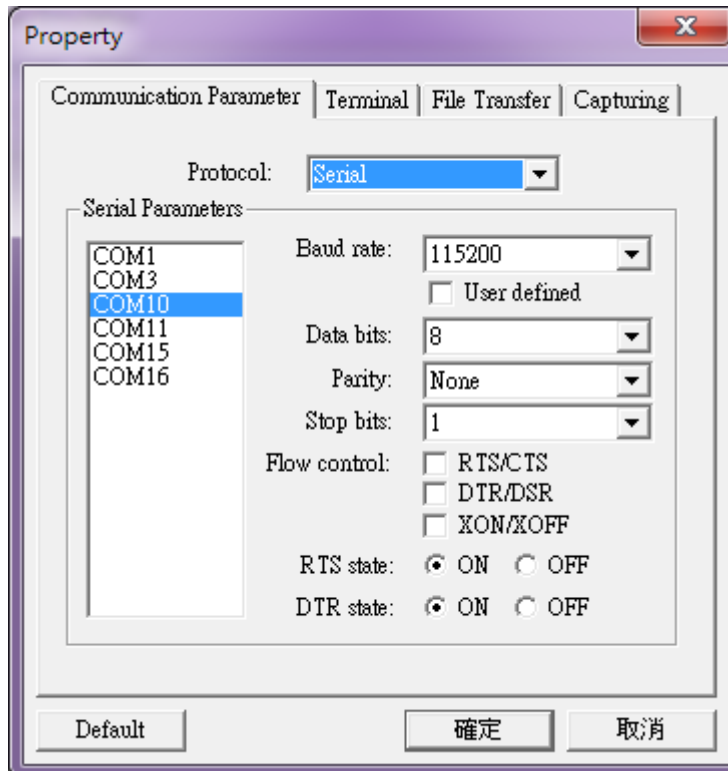 Property
Communication Parameter Terminal File Transfer Capturing
Protocol: Serial
Serial Parameters
COM1
COM3
COM10
COM11
COM15
COM16
Baud rate: 115200
User defined
Data bits: 8
Parity: None
Stop bits: 1
Flow control: RTS/CTS
DTR/DSR
XON/XOFF
RTS state: ON OFF
DTR state: ON OFF
Default 確定 取消